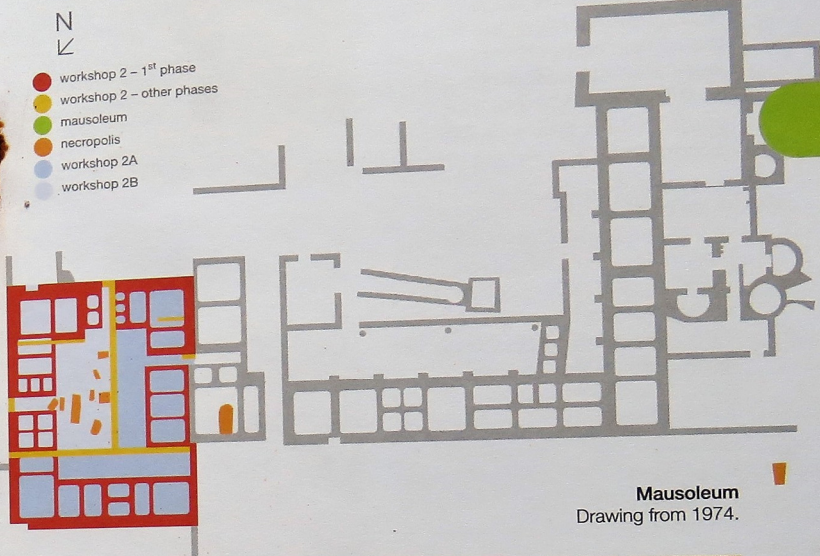 N
workshop 2 – 1st phase
workshop 2 – other phases
mausoleum
necropolis
workshop 2A
workshop 2B
Mausoleum
Drawing from 1974.